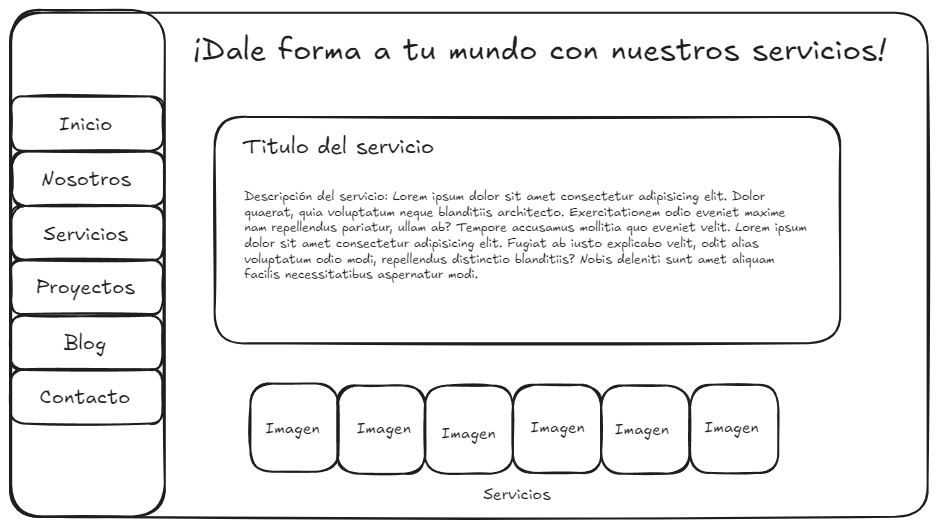 ¡Dale forma a tu mundo con nuestros servicios!
Inicio
Nosotros
Servicios
Proyectos
Blog
Contacto
Titulo del servicio
Descripción del servicio: Lorem ipsum dolor sit amet consectetur adipisicing elit. Dolor
quaerat, quia voluptatum neque blanditiis architecto. Exercitationem odio eveniet maxime
nam repellendus pariatur, ullam ab? Tempore accusamus mollitia quo eveniet velit. Lorem ipsum
dolor sit amet consectetur adipisicing elit. Fugiat ab iusto explicabo velit, odit alias
voluptatum odio modi, repellendus distinctio blanditiis? Nobis deleniti sunt amet aliquam
facilis necessitatibus aspernatur modi.
Imagen Imagen Imagen Imagen Imagen Imagen
Servicios